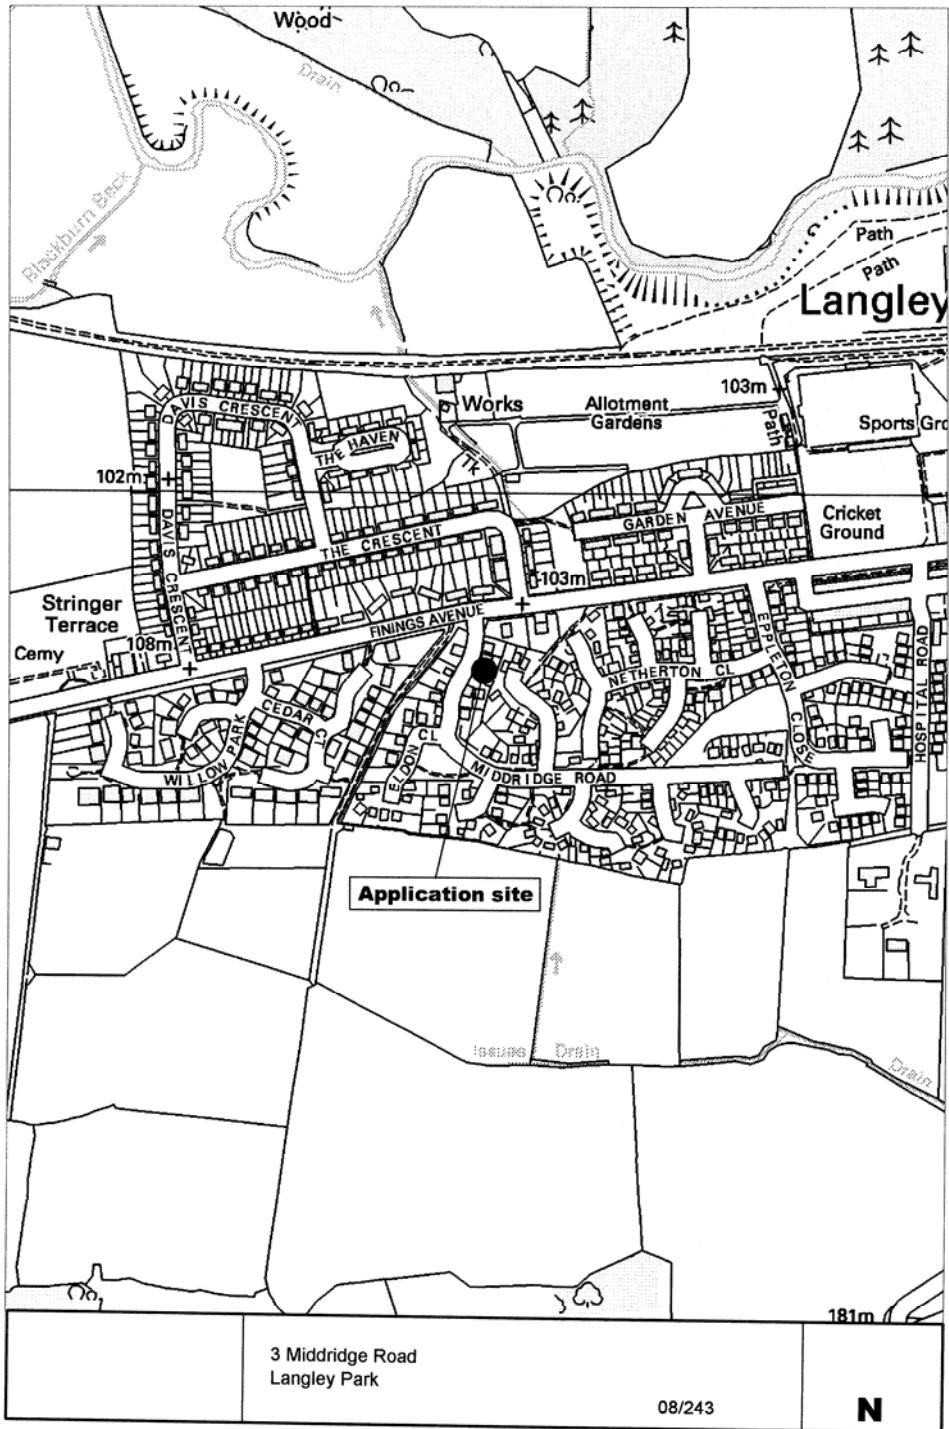 Wood
Drain
Blackburn Beck
Path
Path
Langley
103m
Works
Allotment
Gardens
Path
Sports Gro
DAVIS CRESCENT
THE HAVEN
Tk
102m
DAVIS CRESCENT
THE CRESCENT
GARDEN AVENUE
Cricket
Ground
103m
Stringer
Terrace
FININGS AVENUE
EPPLETON CLOSE
Cemy
108m
NETHERTON CL
HOSPITAL ROAD
CEDAR CT
WILLOW PARK
ELDON CL
MIDDRIDGE ROAD
Application site
Issues
Drain
Drain
181m
3 Middridge Road
Langley Park
08/243
N